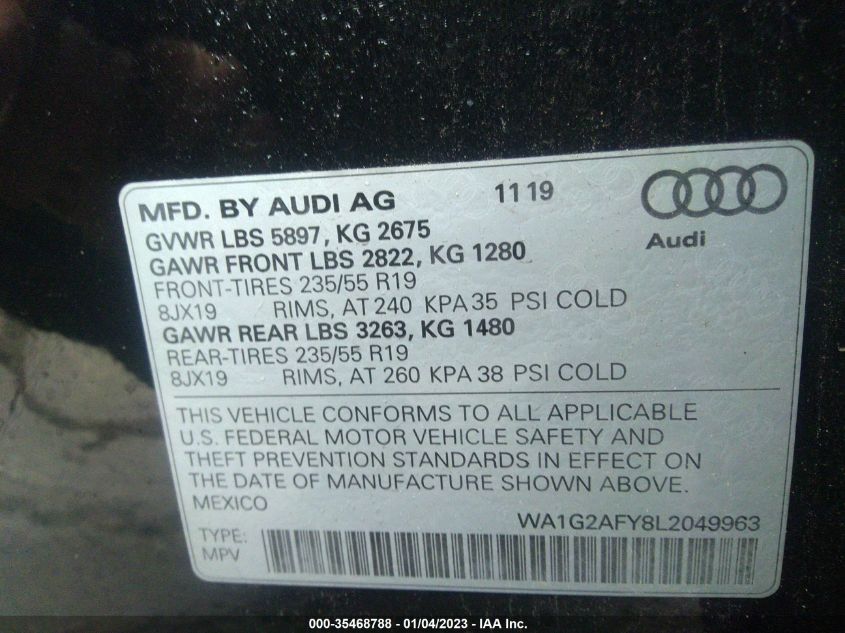 MFD. BY AUDI AG 11 19
Audi
GVWR LBS 5897, KG 2675
GAWR FRONT LBS 2822, KG 1280
FRONT-TIRES 235/55 R19
8JX19 RIMS, AT 240 KPA 35 PSI COLD
GAWR REAR LBS 3263, KG 1480
REAR-TIRES 235/55 R19
8JX19 RIMS, AT 260 KPA 38 PSI COLD
THIS VEHICLE CONFORMS TO ALL APPLICABLE
U.S. FEDERAL MOTOR VEHICLE SAFETY AND
THEFT PREVENTION STANDARDS IN EFFECT ON
THE DATE OF MANUFACTURE SHOWN ABOVE.
MEXICO
WA1G2AFY8L2049963
TYPE:
MPV
000-35468788 - 01/04/2023 - IAA Inc.